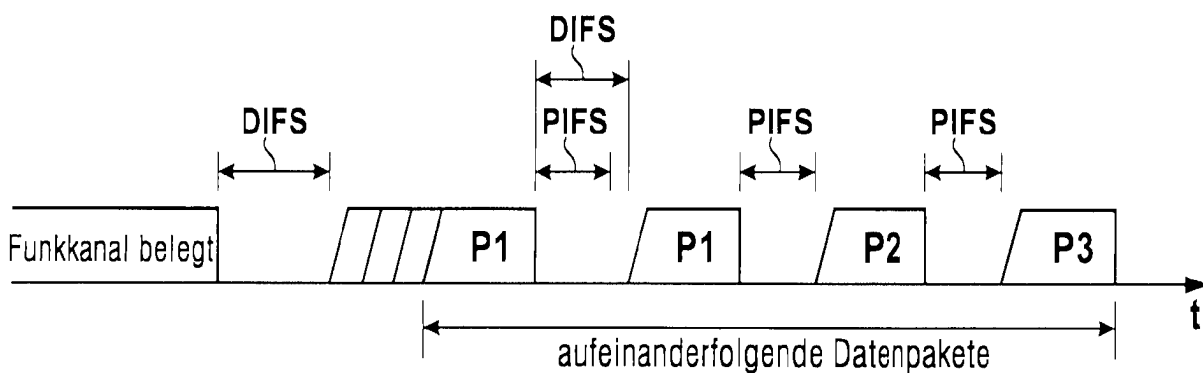 DIFS
DIFS PIFS PIFS PIFS
Funkkanal belegt P1 P1 P2 P3
t
aufeinanderfolgende Datenpakete